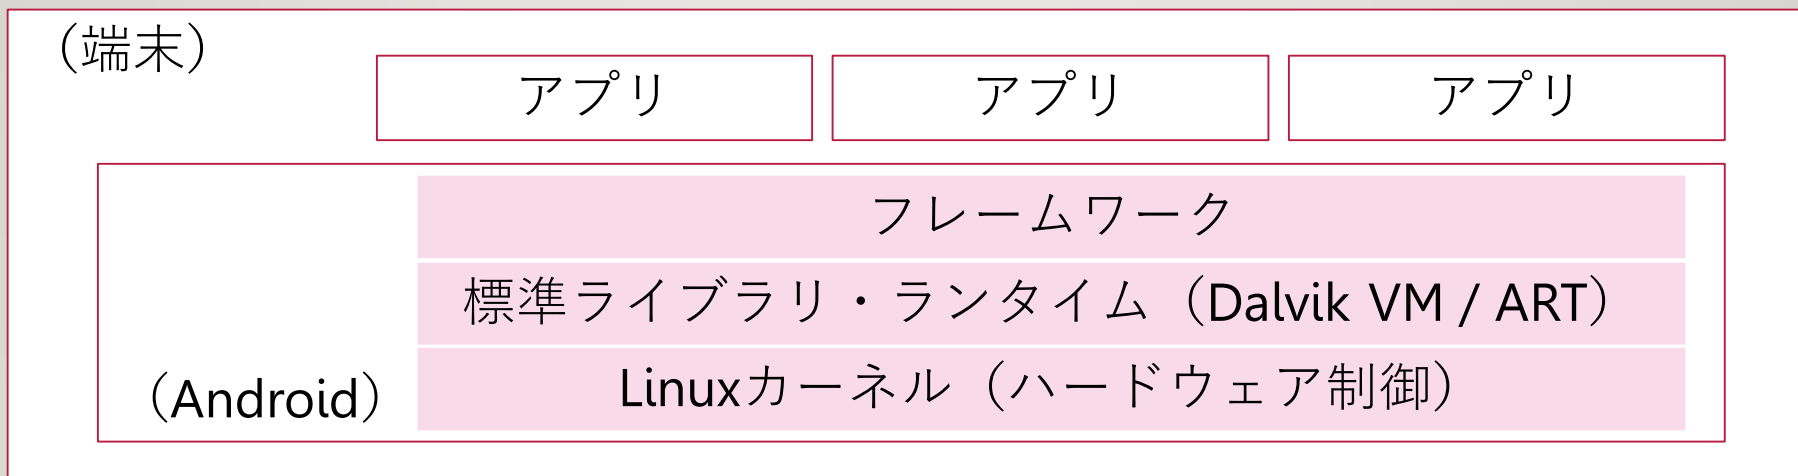 （端末）
アプリ
アプリ
アプリ
フレームワーク
標準ライブラリ・ランタイム（Dalvik VM / ART）
Linuxカーネル（ハードウェア制御）
（Android）